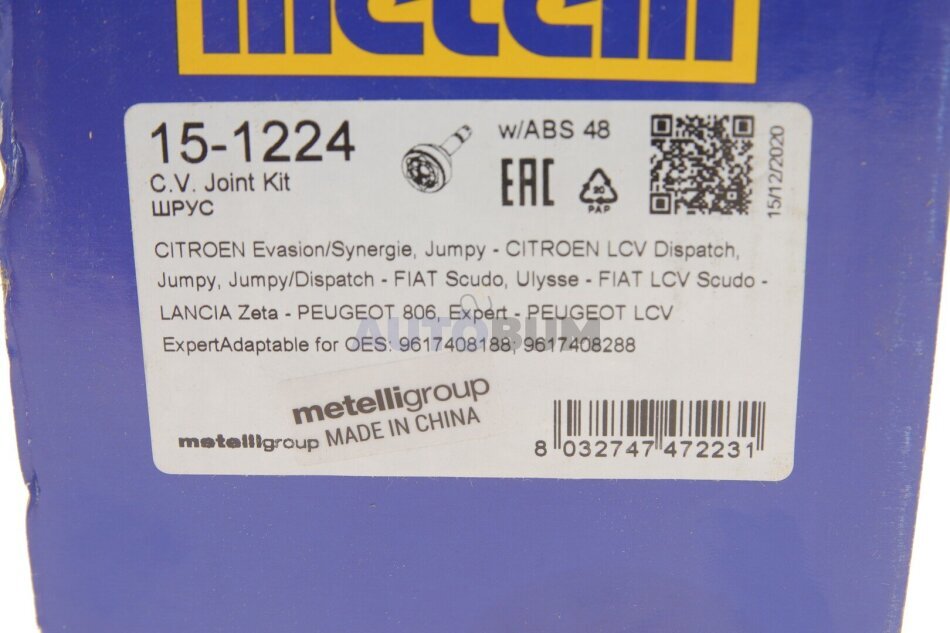 metelli
15-1224
C.V. Joint Kit
ШРУС
w/ABS 48
EAC
20
PAP
15/12/2020
CITROEN Evasion/Synergie, Jumpy - CITROEN LCV Dispatch,
Jumpy, Jumpy/Dispatch - FIAT Scudo, Ulysse - FIAT LCV Scudo -
LANCIA Zeta - PEUGEOT 806, Expert - PEUGEOT LCV
AUTOBUM
ExpertAdaptable for OES: 9617408188, 9617408288
metelligroup
MADE IN CHINA
metelligroup
8 032747 472231